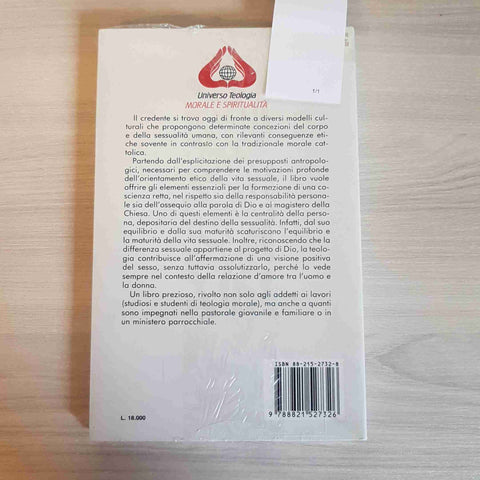 1/1
Universo Teologia
MORALE E SPIRITUALITÀ
Il credente si trova oggi di fronte a diversi modelli cul-
turali che propongono determinate concezioni del corpo
e della sessualità umana, con rilevanti conseguenze eti-
che sovente in contrasto con la tradizionale morale cat-
tolica.
Partendo dall'esplicitazione dei presupposti antropolo-
gici, necessari per comprendere le motivazioni profonde
dell'orientamento etico della vita sessuale, il libro vuole
offrire gli elementi essenziali per la formazione di una co-
scienza retta, nel rispetto sia della responsabilità persona-
le sia dell'ossequio alla parola di Dio e al magistero della
Chiesa. Uno di questi elementi è la centralità della perso-
na, depositaria del destino della sessualità. Infatti, dal suo
equilibrio e dalla sua maturità scaturiscono l'equilibrio e
la maturità della vita sessuale. Inoltre, riconoscendo che la
differenza sessuale appartiene al progetto di Dio, la teolo-
gia contribuisce all'affermazione di una visione positiva
del sesso, senza tuttavia assolutizzarlo, perché lo vede
sempre nel contesto della relazione d'amore tra l'uomo e
la donna.
Un libro prezioso, rivolto non solo agli addetti ai lavori
(studiosi e studenti di teologia morale), ma anche a quanti
sono impegnati nella pastorale giovanile e familiare o in
un ministero parrocchiale.
ISBN 88-215-2732-8
9 788821 527326
L. 18.000